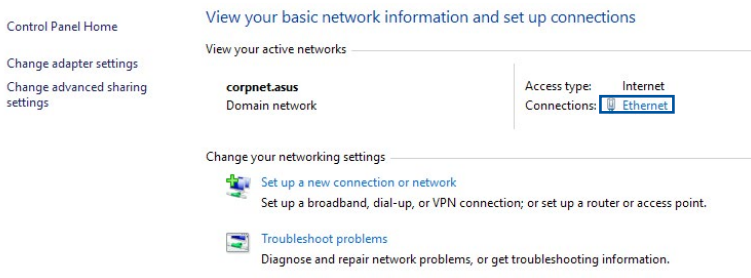 Control Panel Home
Change adapter settings
Change advanced sharing
settings
View your basic network information and set up connections
View your active networks
corpnet.asus
Domain network
Access type: Internet
Connections: Ethernet
Change your networking settings
Set up a new connection or network
Set up a broadband, dial-up, or VPN connection; or set up a router or access point.
Troubleshoot problems
Diagnose and repair network problems, or get troubleshooting information.